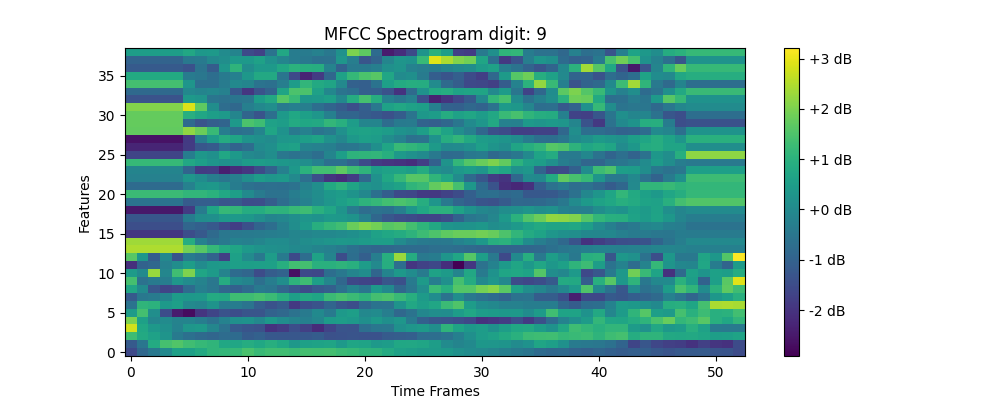 MFCC Spectrogram digit: 9
Features
35
30
25
20
15
10
5
0
0 10 20 30 40 50
Time Frames
+3 dB
+2 dB
+1 dB
+0 dB
-1 dB
-2 dB